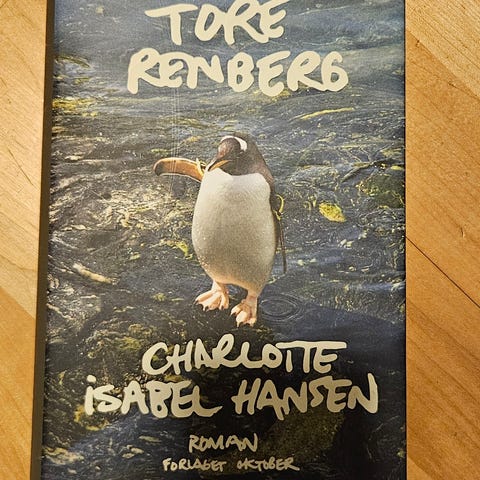 TORE
RENBERG
CHARLOTTE
iSABEL HANSEN
ROMAN
FORLAGET OKTOBER